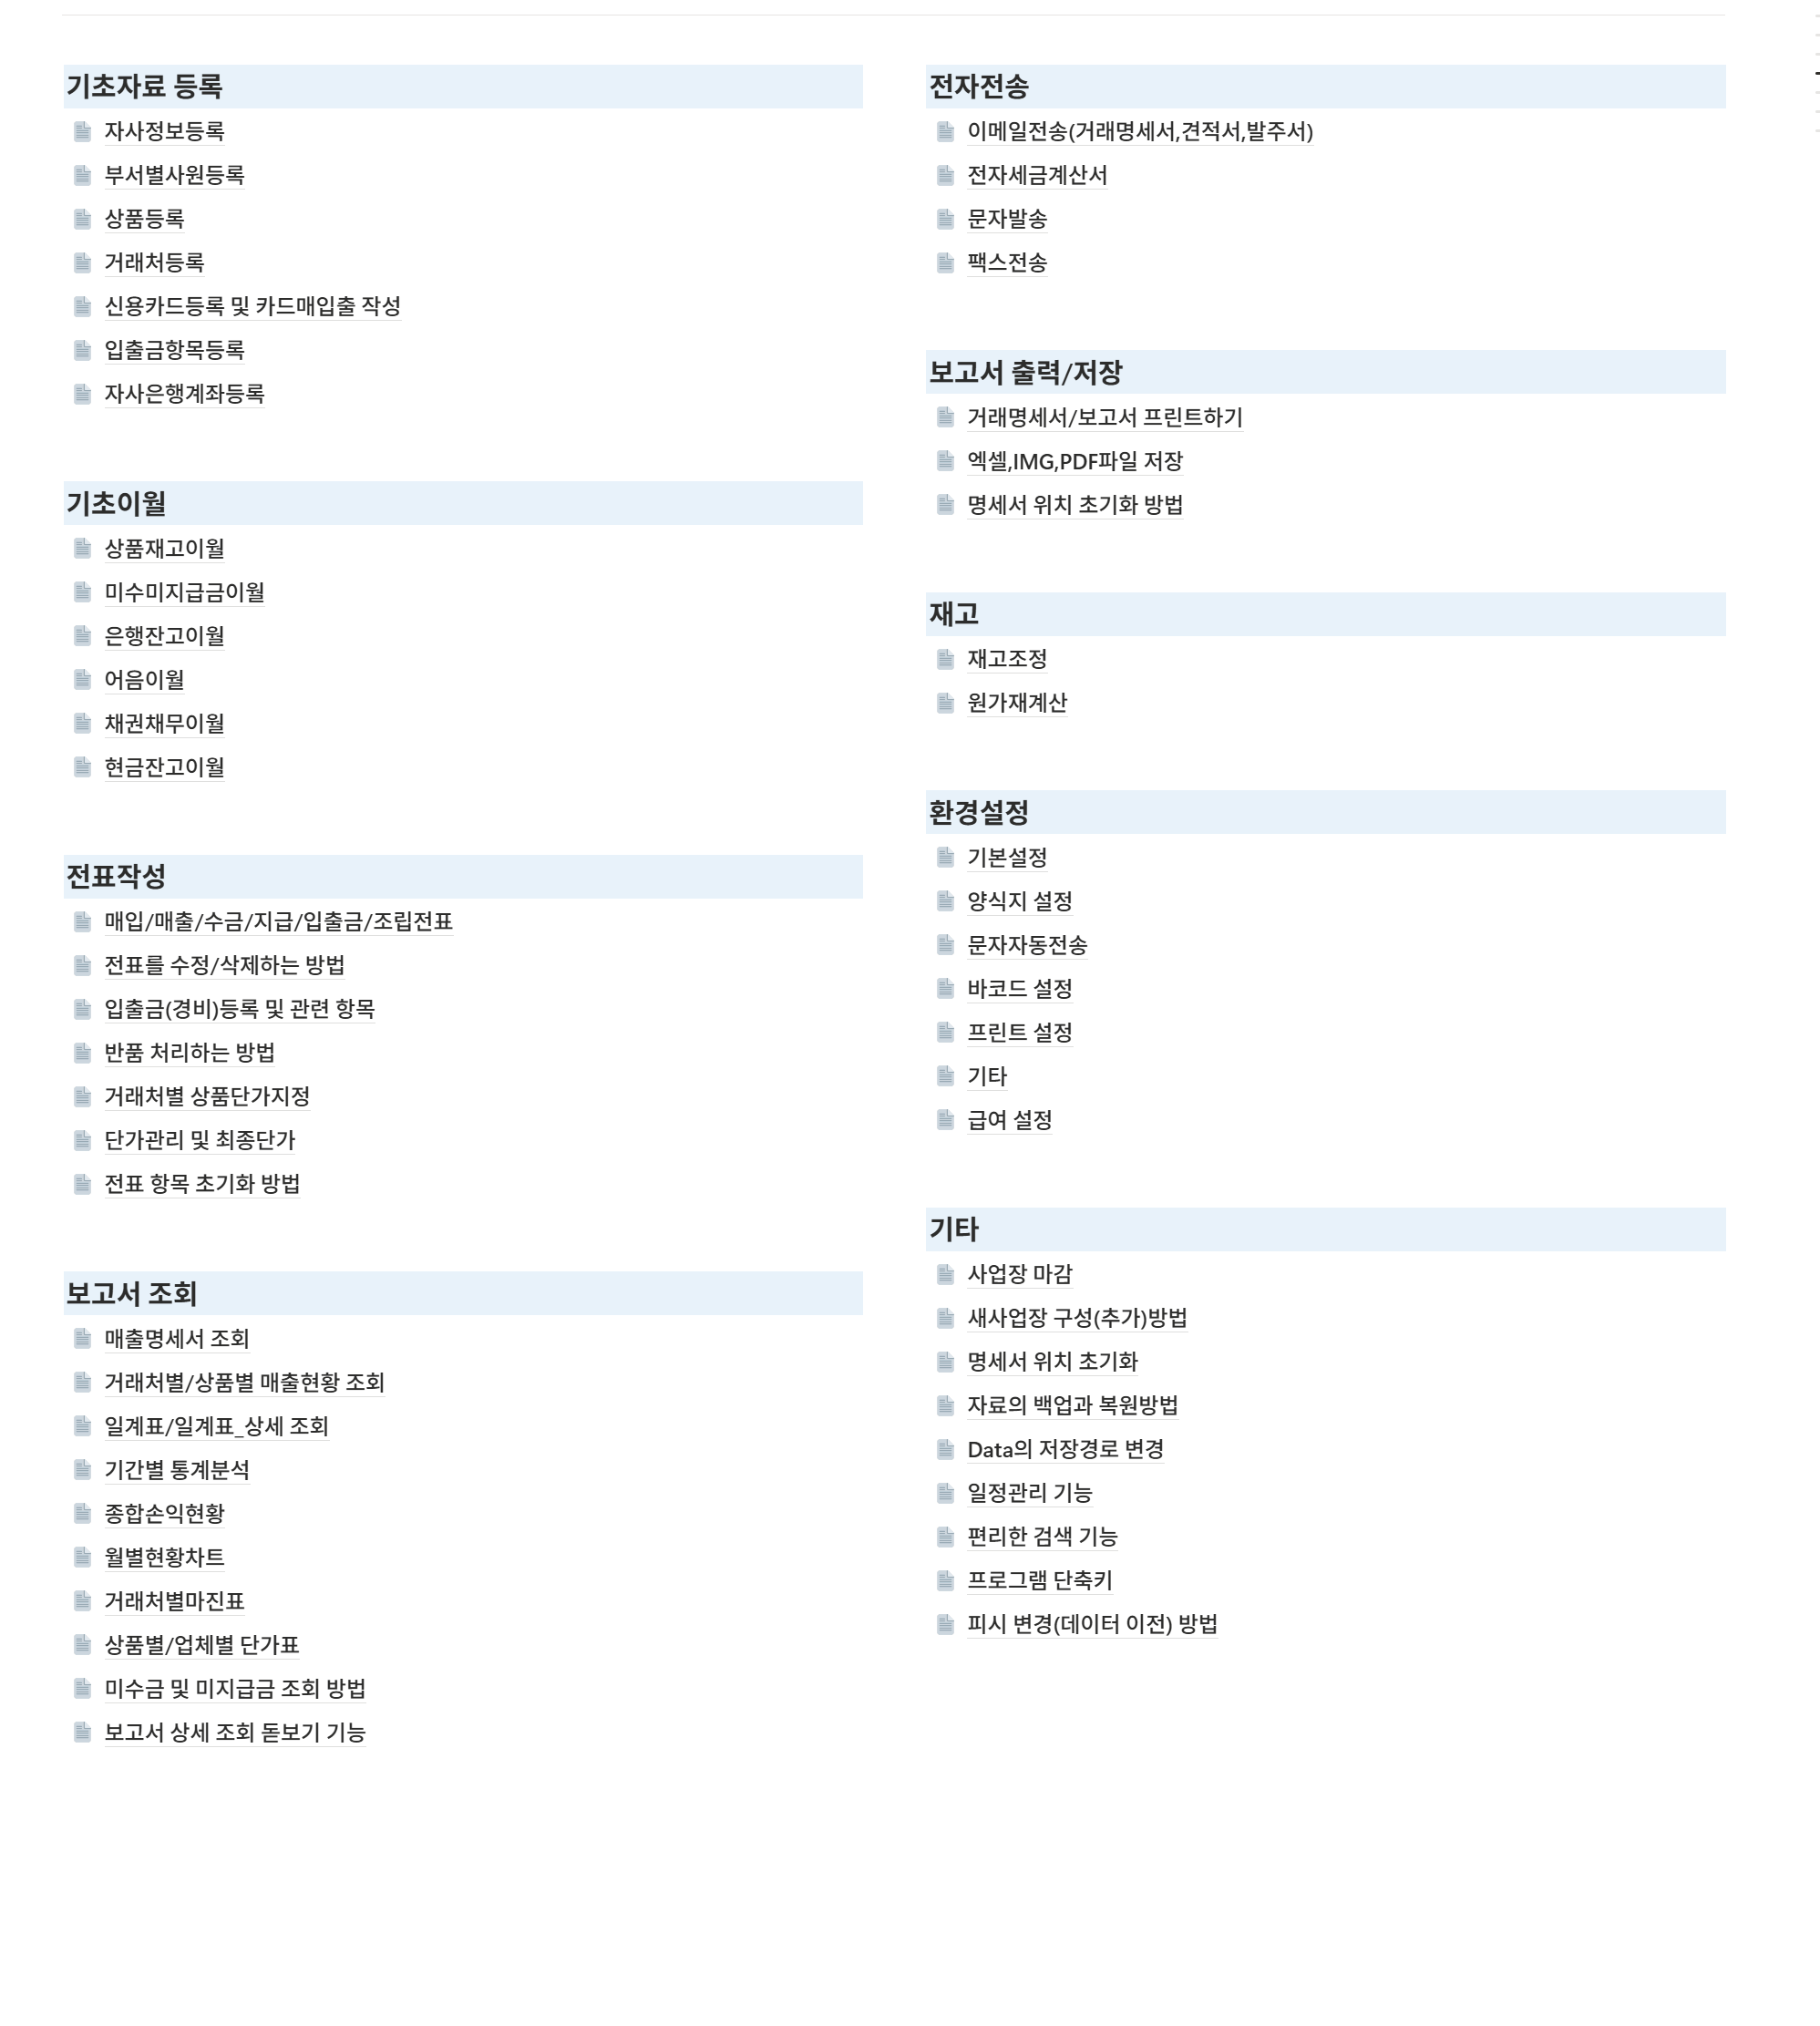 기초자료 등록
자사정보등록
부서별사원등록
상품등록
거래처등록
신용카드등록 및 카드매입출 작성
입출금항목등록
자사은행계좌등록
기초이월
상품재고이월
미수미지급금이월
은행잔고이월
어음이월
채권채무이월
현금잔고이월
전표작성
매입/매출/수금/지급/입출금/조립전표
전표를 수정/삭제하는 방법
입출금(경비)등록 및 관련 항목
반품 처리하는 방법
거래처별 상품단가지정
단가관리 및 최종단가
전표 항목 초기화 방법
보고서 조회
매출명세서 조회
거래처별/상품별 매출현황 조회
일계표/일계표_상세 조회
기간별 통계분석
종합손익현황
월별현황차트
거래처별마진표
상품별/업체별 단가표
미수금 및 미지급금 조회 방법
보고서 상세 조회 돋보기 기능
전자전송
이메일전송(거래명세서,견적서,발주서)
전자세금계산서
문자발송
팩스전송
보고서 출력/저장
거래명세서/보고서 프린트하기
엑셀,IMG,PDF파일 저장
명세서 위치 초기화 방법
재고
재고조정
원가재계산
환경설정
기본설정
양식지 설정
문자자동전송
바코드 설정
프린트 설정
기타
급여 설정
기타
사업장 마감
새사업장 구성(추가)방법
명세서 위치 초기화
자료의 백업과 복원방법
Data의 저장경로 변경
일정관리 기능
편리한 검색 기능
프로그램 단축키
피시 변경(데이터 이전) 방법